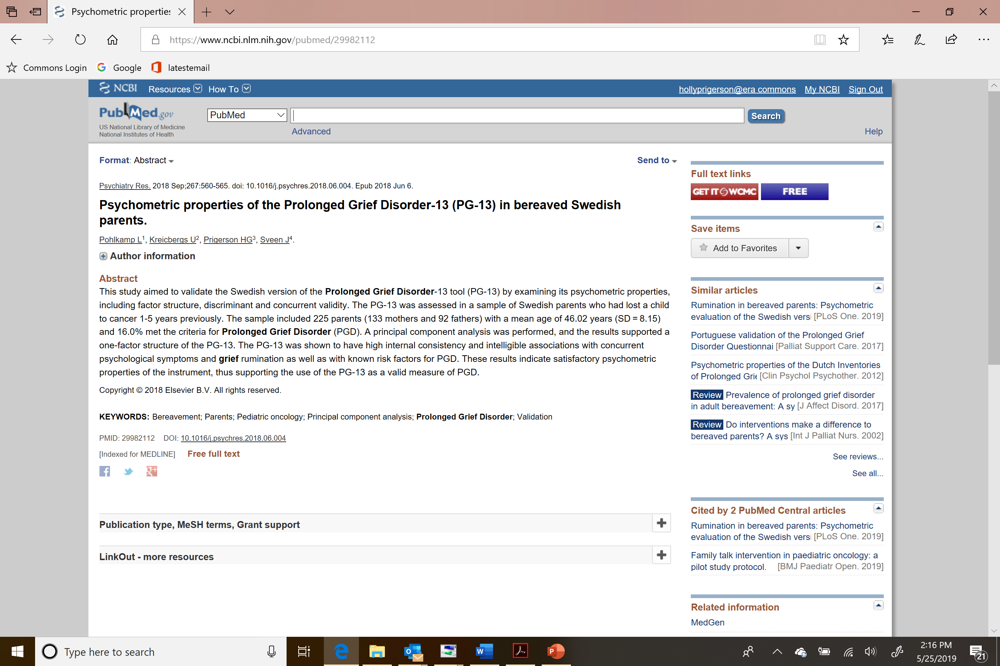 Psychometric properties
https://www.ncbi.nlm.nih.gov/pubmed/29982112
Commons Login Google latestemail
NCBI Resources How To hollyprigerson@era commons My NCBI Sign Out
PubMed.gov
US National Library of Medicine
National Institutes of Health
PubMed
Search
Advanced
Help
Format: Abstract
Send to
Psychiatry Res. 2018 Sep;267:560-565. doi: 10.1016/j.psychres.2018.06.004. Epub 2018 Jun 6.
Psychometric properties of the Prolonged Grief Disorder-13 (PG-13) in bereaved Swedish
parents.
Pohlkamp L1, Kreicbergs U2, Prigerson HG3, Sveen J4.
Author information
Abstract
This study aimed to validate the Swedish version of the Prolonged Grief Disorder-13 tool (PG-13) by examining its psychometric properties,
including factor structure, discriminant and concurrent validity. The PG-13 was assessed in a sample of Swedish parents who had lost a child
to cancer 1-5 years previously. The sample included 225 parents (133 mothers and 92 fathers) with a mean age of 46.02 years (SD = 8.15)
and 16.0% met the criteria for Prolonged Grief Disorder (PGD). A principal component analysis was performed, and the results supported a
one-factor structure of the PG-13. The PG-13 was shown to have high internal consistency and intelligible associations with concurrent
psychological symptoms and grief rumination as well as with known risk factors for PGD. These results indicate satisfactory psychometric
properties of the instrument, thus supporting the use of the PG-13 as a valid measure of PGD.
Copyright © 2018 Elsevier B.V. All rights reserved.
KEYWORDS: Bereavement; Parents; Pediatric oncology; Principal component analysis; Prolonged Grief Disorder; Validation
PMID: 29982112 DOI: 10.1016/j.psychres.2018.06.004
[Indexed for MEDLINE] Free full text
Publication type, MeSH terms, Grant support
LinkOut - more resources
Full text links
GET IT WCMC FREE
Save items
Add to Favorites
Similar articles
Rumination in bereaved parents: Psychometric
evaluation of the Swedish versi [PLoS One. 2019]
Portuguese validation of the Prolonged Grief
Disorder Questionnai [Palliat Support Care. 2017]
Psychometric properties of the Dutch Inventories
of Prolonged Grie [Clin Psychol Psychother. 2012]
Review Prevalence of prolonged grief disorder
in adult bereavement: A sy [J Affect Disord. 2017]
Review Do interventions make a difference to
bereaved parents? A sys [Int J Palliat Nurs. 2002]
See reviews...
See all...
Cited by 2 PubMed Central articles
Rumination in bereaved parents: Psychometric
evaluation of the Swedish versi [PLoS One. 2019]
Family talk intervention in paediatric oncology: a
pilot study protocol. [BMJ Paediatr Open. 2019]
Related information
MedGen
Type here to search
2:16 PM
5/25/2019
21